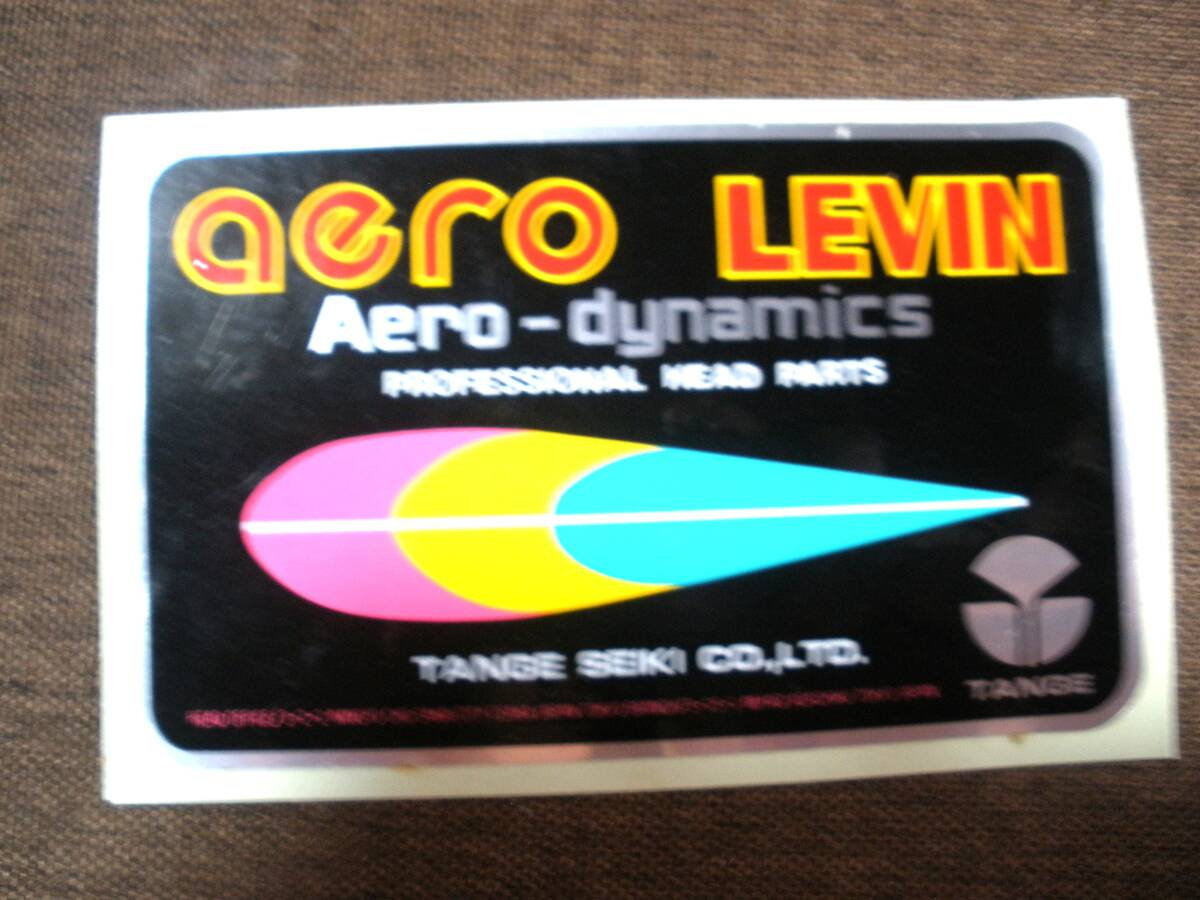 aero LEVIN
Aero-dynamics
PROFESSIONAL HEAD PARTS
TANGE SEIKI CO.,LTD.
TANGE